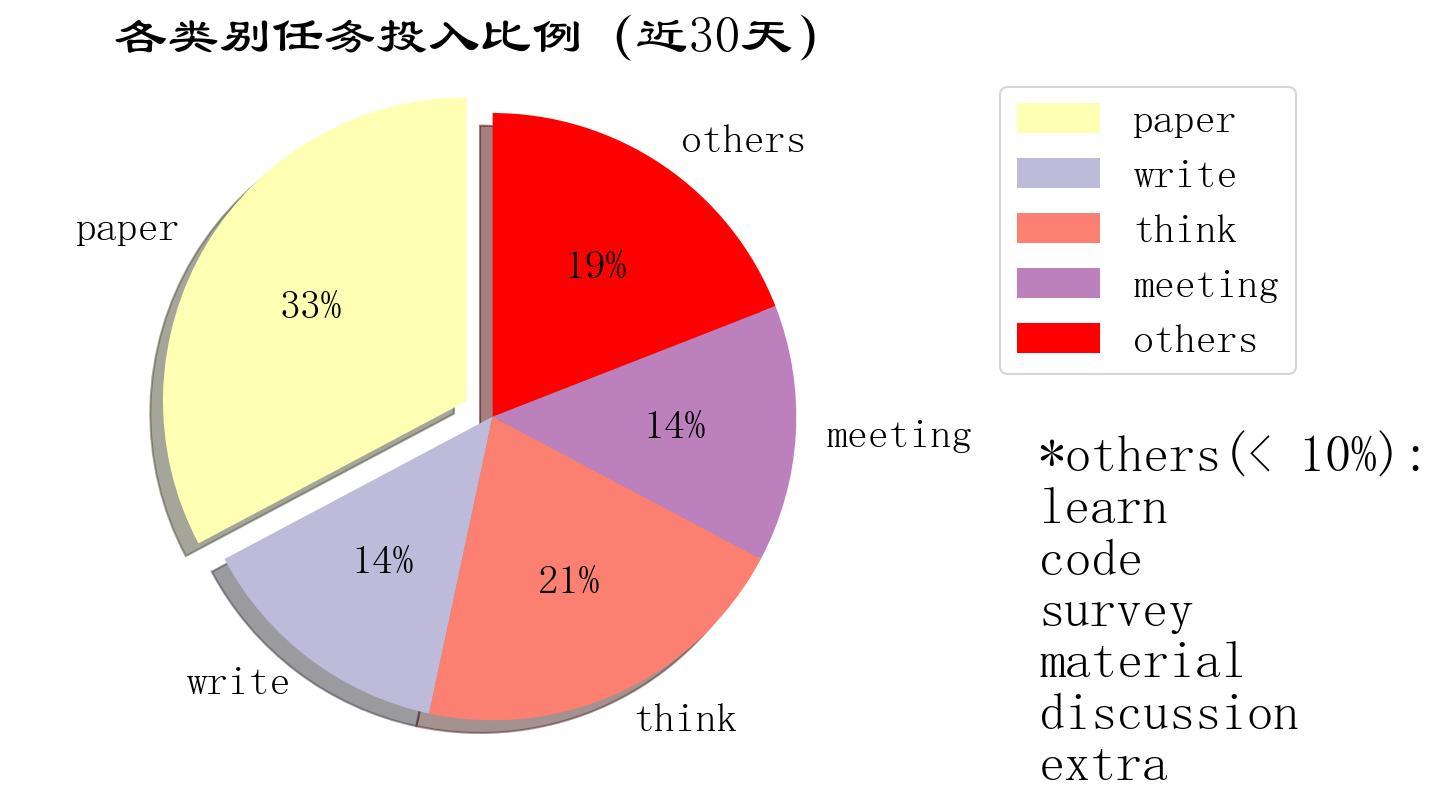 各类别任务投入比例 (近30天)
others
paper
19%
33%
14%
meeting
14%
21%
write
think
paper
write
think
meeting
others
*others(< 10%):
learn
code
survey
material
discussion
extra